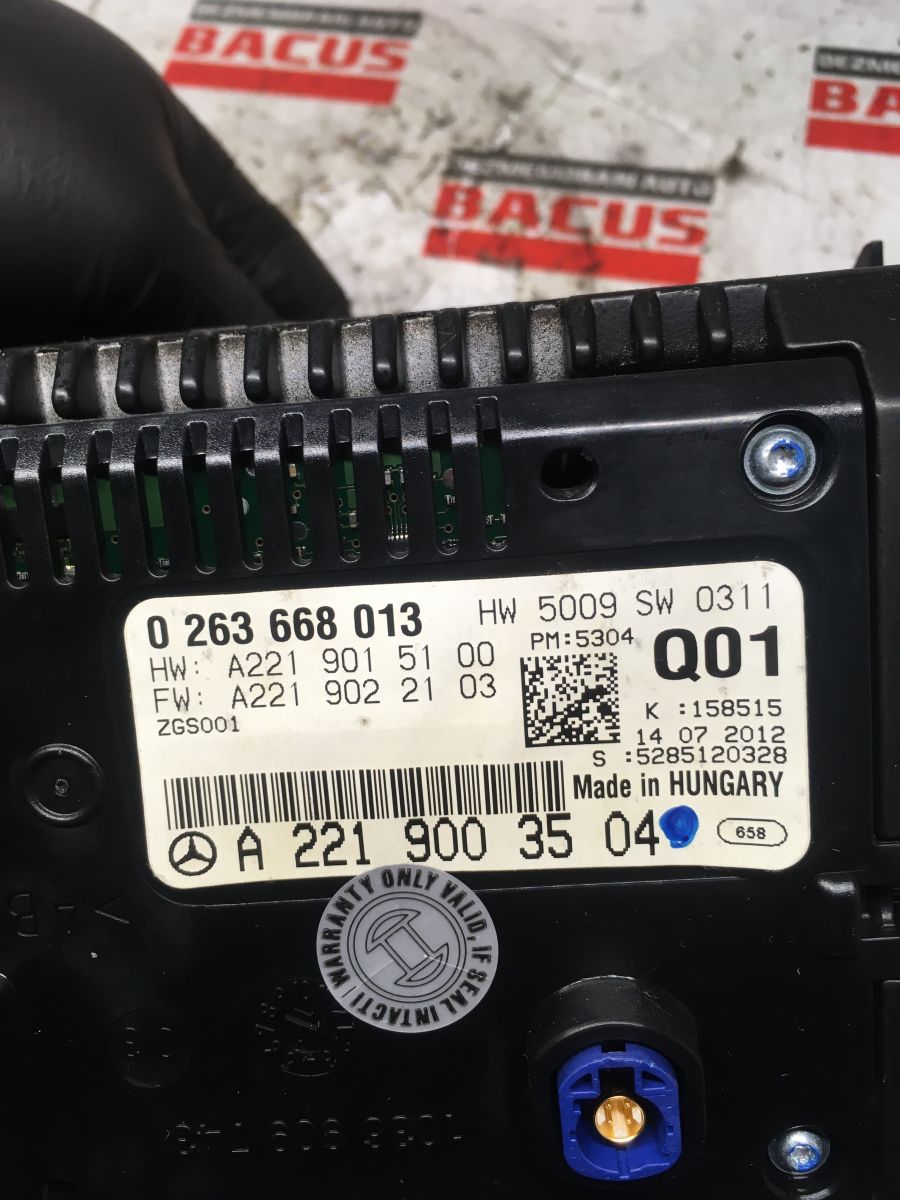 BACUS
BA
BACUS
0 263 668 013
HW 5009 SW 0311
HW: A221 901 51 00
FW: A221 902 21 03
ZGS001
PM:5304
Q01
K :158515
14 07 2012
S :5285120328
Made in HUNGARY
A 221 900 35 04
658
WARRANTY ONLY VALID, IF SEAL INTACT!